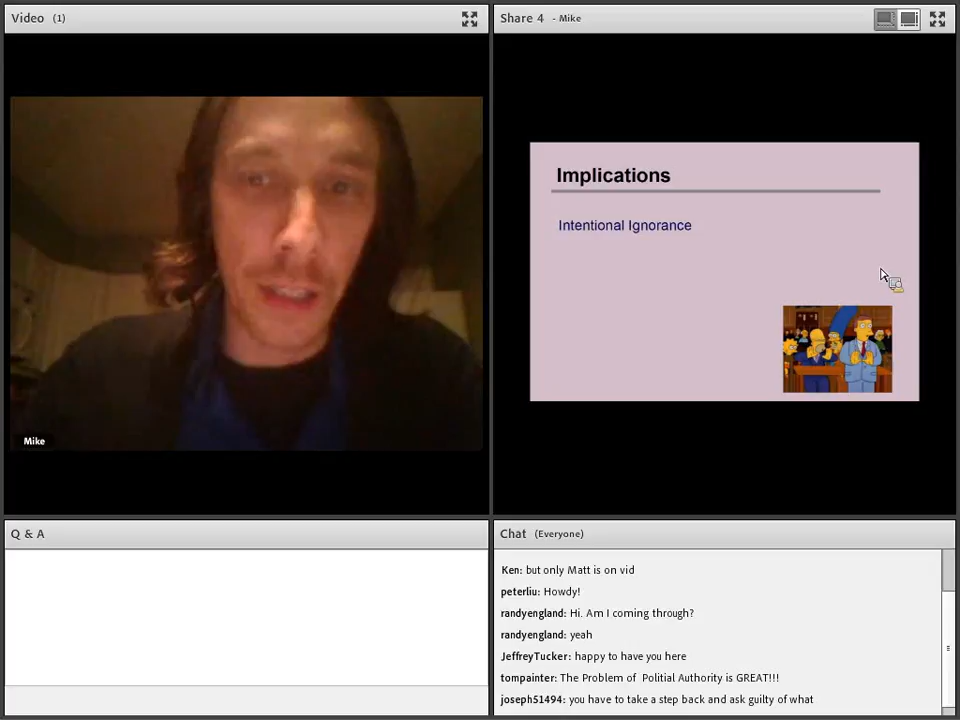 Video (1)
Share 4 - Mike
Implications
Intentional Ignorance
Mike
Q & A
Chat (Everyone)
Ken: but only Matt is on vid
peterliu: Howdy!
randyengland: Hi. Am I coming through?
randyengland: yeah
JeffreyTucker: happy to have you here
tompainter: The Problem of Politial Authority is GREAT!!!
joseph51494: you have to take a step back and ask guilty of what